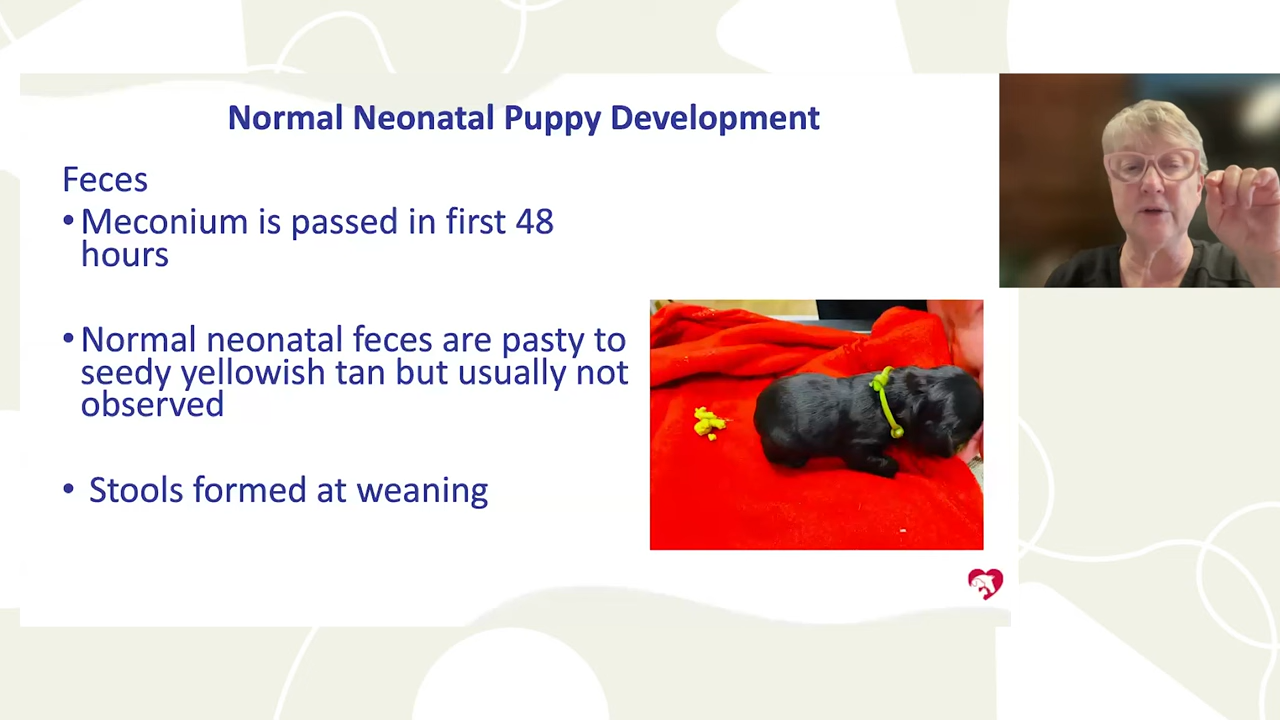 Normal Neonatal Puppy Development
Feces
•Meconium is passed in first 48
hours
•Normal neonatal feces are pasty to
seedy yellowish tan but usually not
observed
• Stools formed at weaning